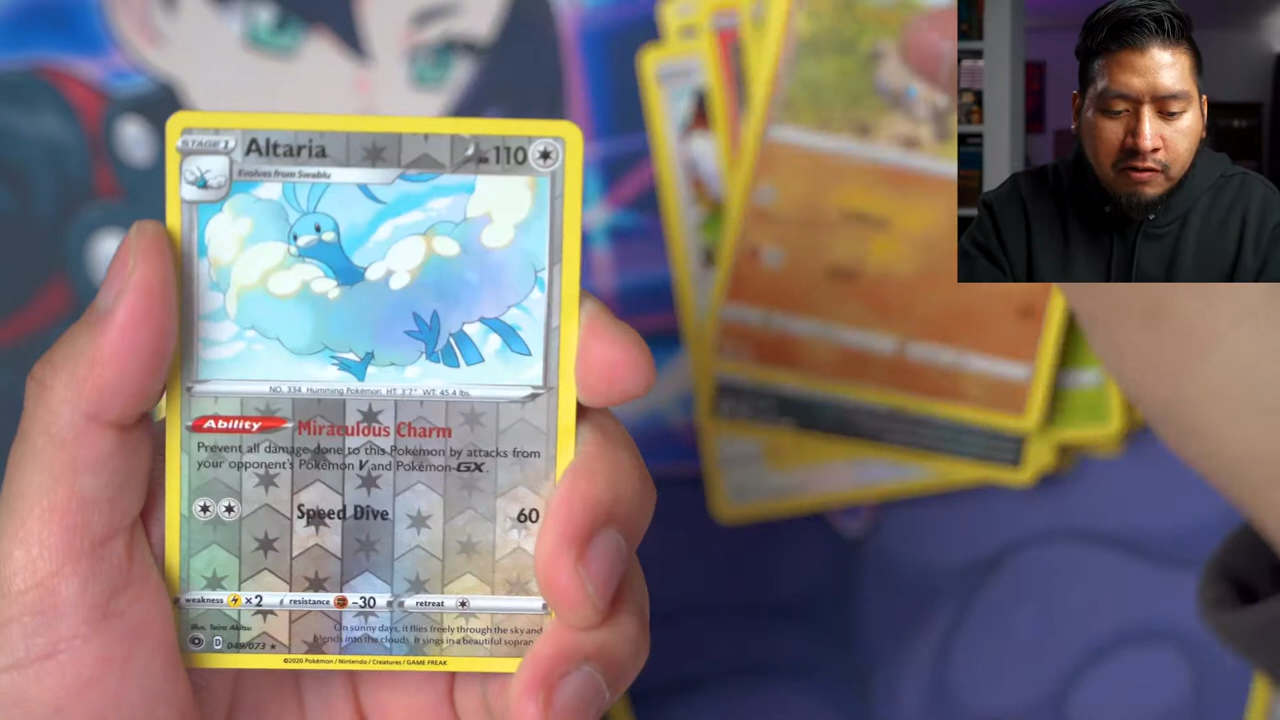 STAGE 1
Altaria
110
Evolves from Swablu
NO. 334 Humming Pokémon HT: 3'7" WT: 45.4 lbs.
Ability Miraculous Charm
Prevent all damage done to this Pokémon by attacks from
your opponent's Pokémon V and Pokémon-GX.
Speed Dive 60
weakness ×2 resistance -30 retreat
Illus. Taira Akitsu
On sunny days, it flies freely through the sky and
blends into the clouds. It sings in a beautiful sopran
D 049/073 ★
©2020 Pokémon / Nintendo / Creatures / GAME FREAK